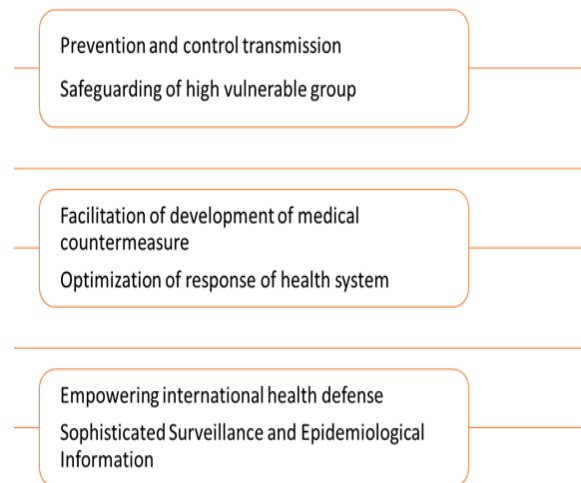 Prevention and control transmission
Safeguarding of high vulnerable group
Facilitation of development of medical
countermeasure
Optimization of response of health system
Empowering international health defense
Sophisticated Surveillance and Epidemiological
Information